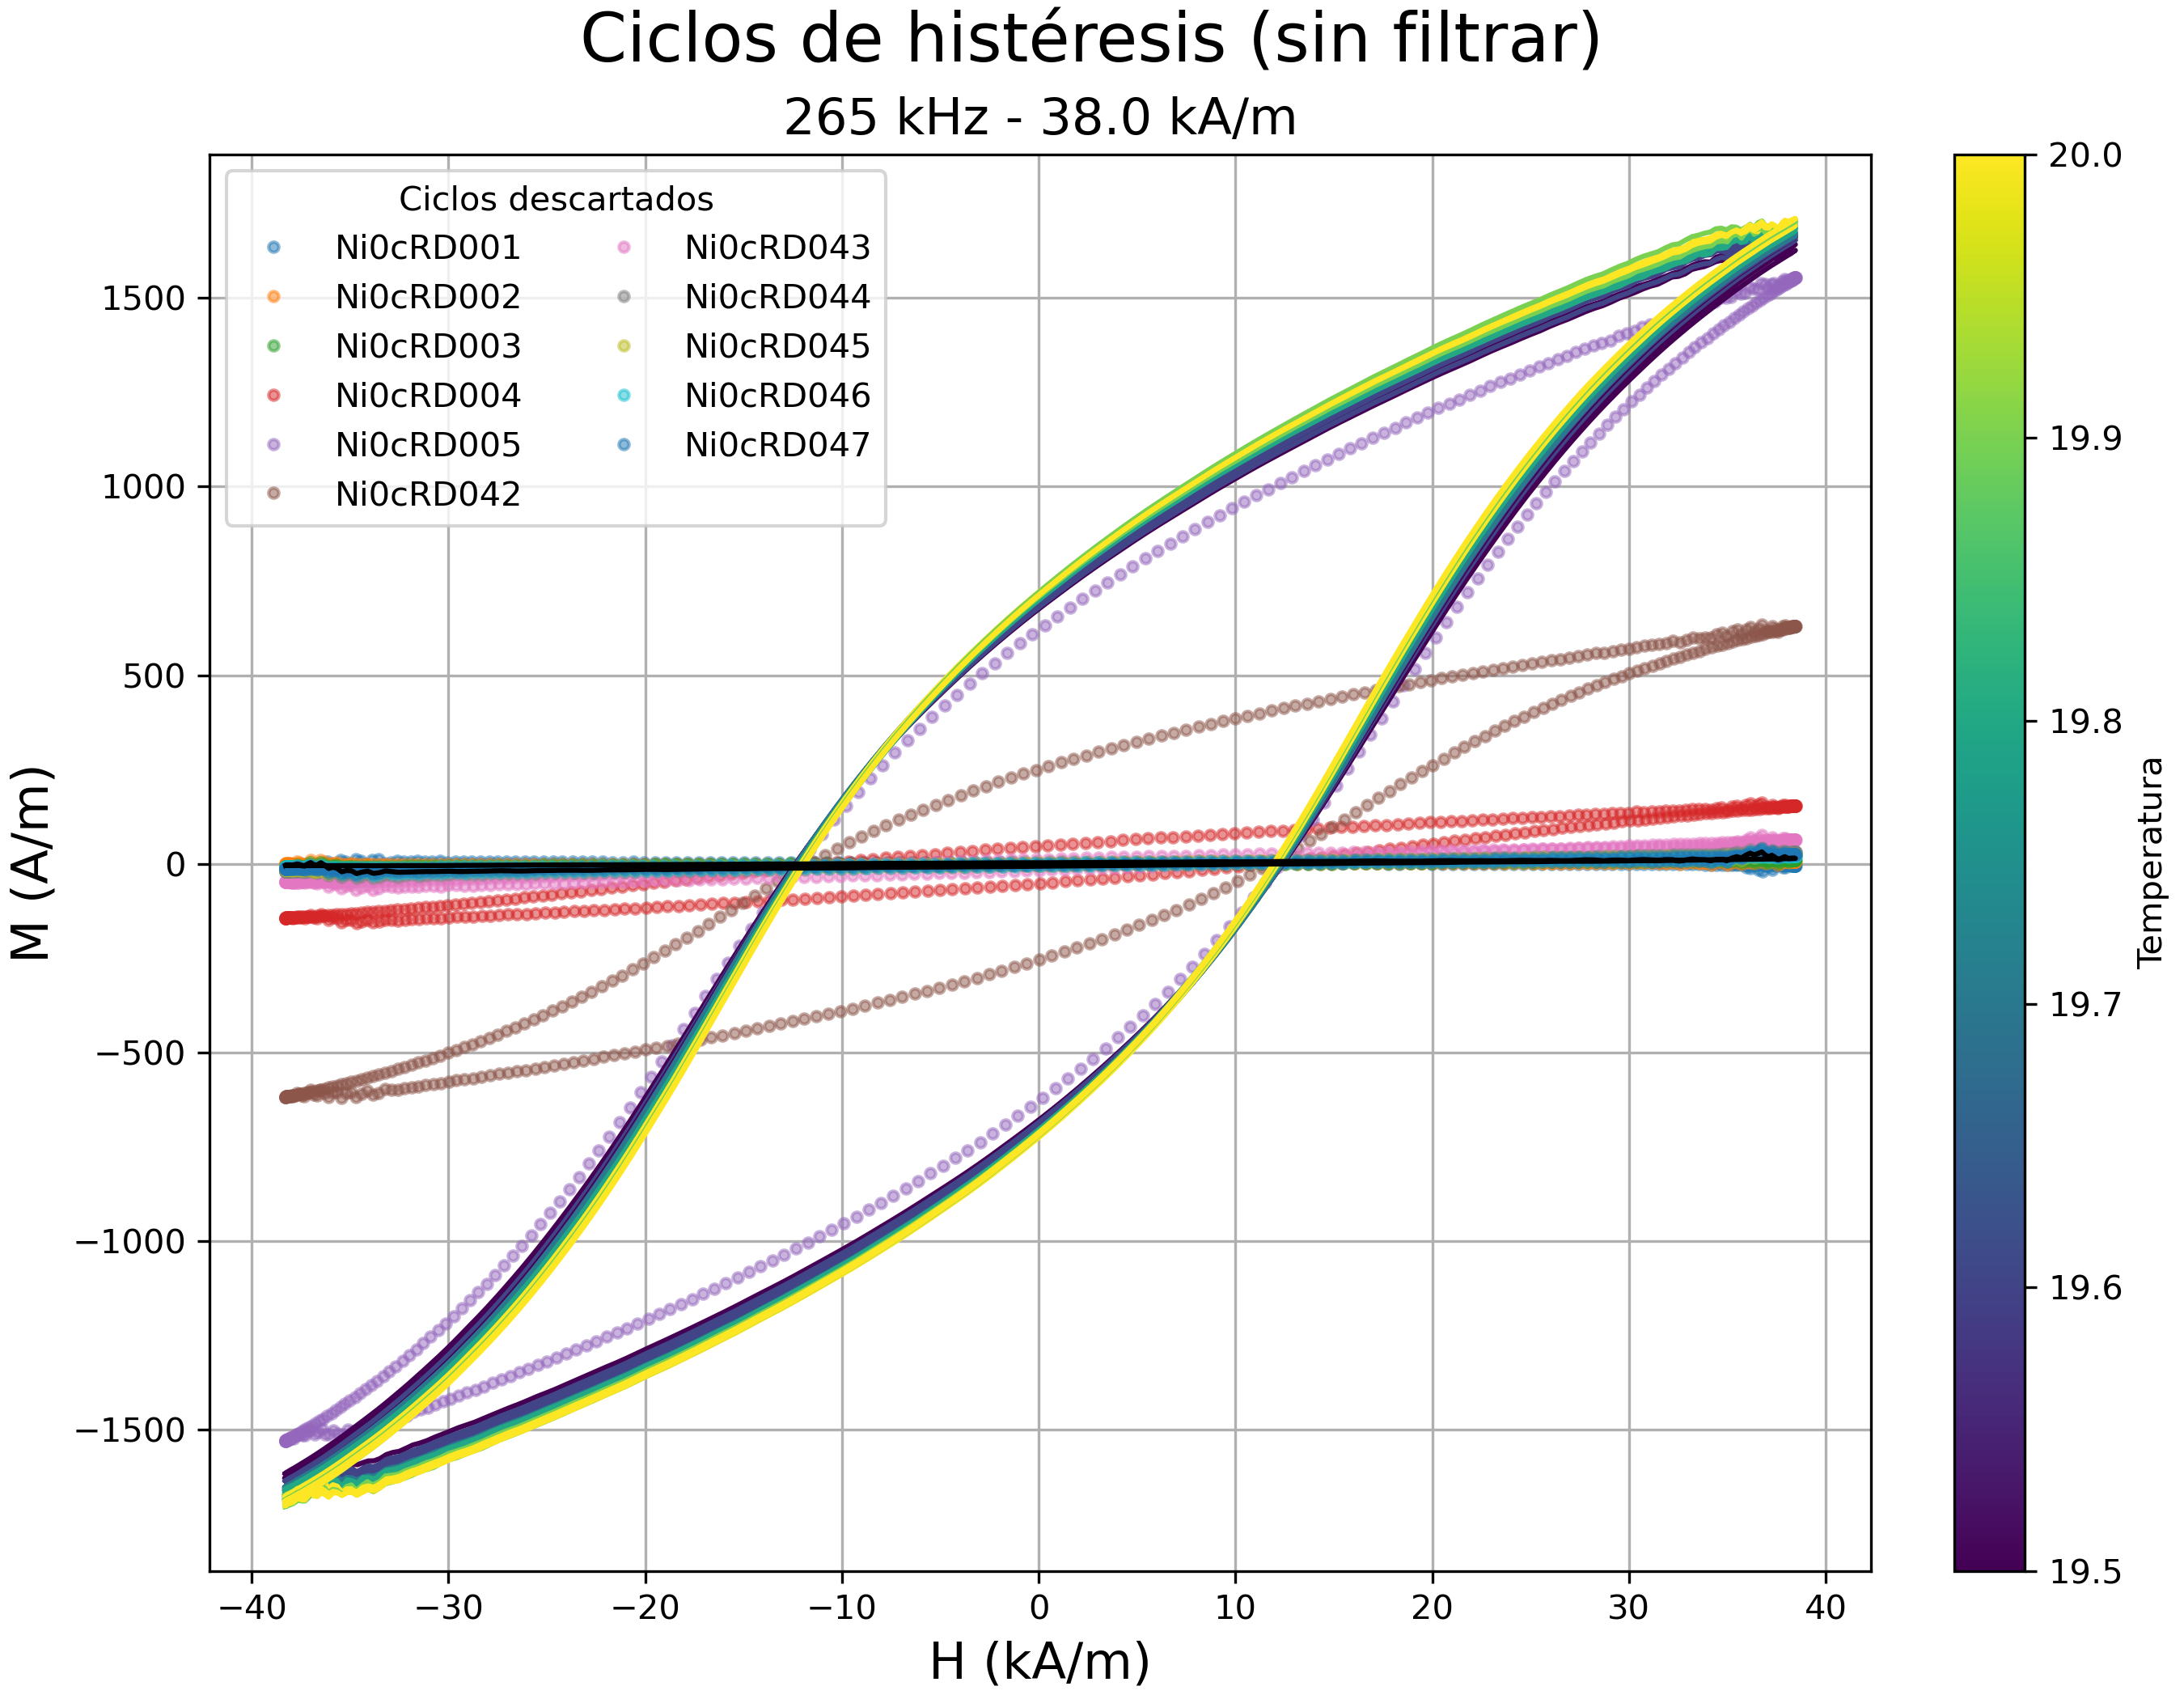 Ciclos de histéresis (sin filtrar)
265 kHz - 38.0 kA/m
Ciclos descartados
Ni0cRD001
Ni0cRD002
Ni0cRD003
Ni0cRD004
Ni0cRD005
Ni0cRD042
Ni0cRD043
Ni0cRD044
Ni0cRD045
Ni0cRD046
Ni0cRD047
M (A/m)
1500
1000
500
0
−500
−1000
−1500
−40
−30
−20
−10
0
10
20
30
40
H (kA/m)
20.0
19.9
19.8
19.7
19.6
19.5
Temperatura